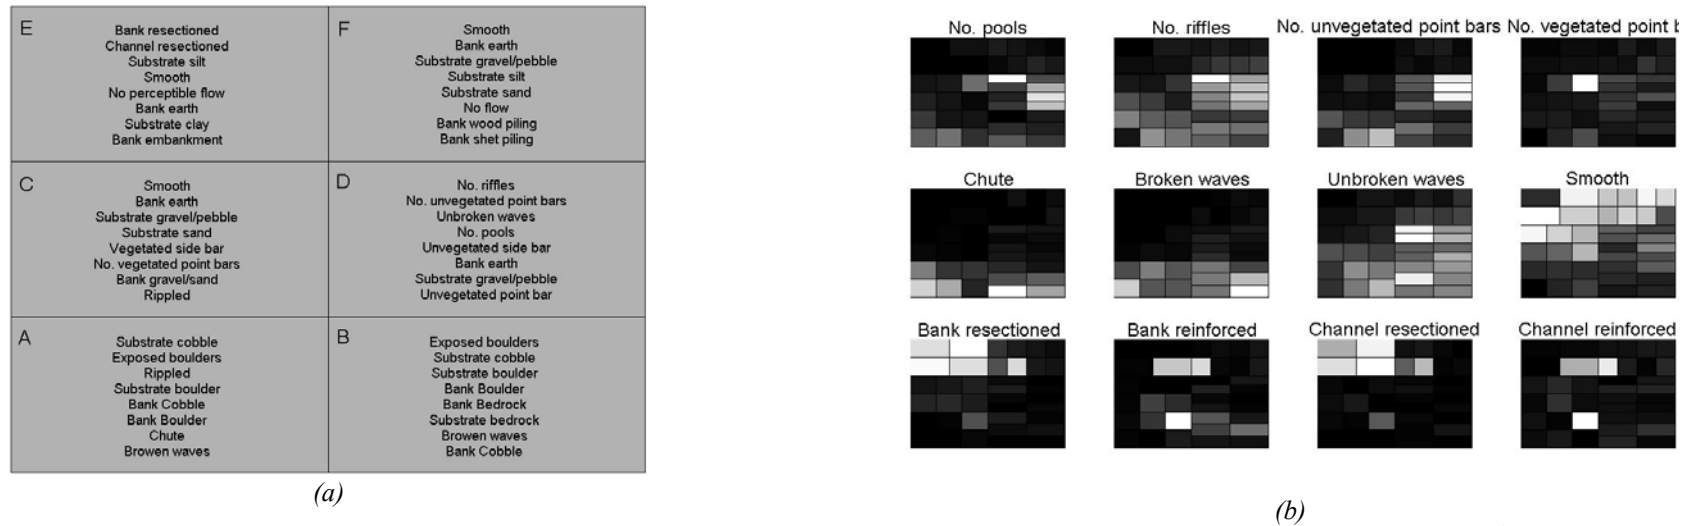 E
Bank resectioned
Channel resectioned
Substrate silt
Smooth
No perceptible flow
Bank earth
Substrate clay
Bank embankment
F
Smooth
Bank earth
Substrate gravel/pebble
Substrate silt
Substrate sand
No flow
Bank wood piling
Bank shet piling
C
Smooth
Bank earth
Substrate gravel/pebble
Substrate sand
Vegetated side bar
No. vegetated point bars
Bank gravel/sand
Rippled
D
No. riffles
No. unvegetated point bars
Unbroken waves
No. pools
Unvegetated side bar
Bank earth
Substrate gravel/pebble
Unvegetated point bar
A
Substrate cobble
Exposed boulders
Rippled
Substrate boulder
Bank Cobble
Bank Boulder
Chute
Browen waves
B
Exposed boulders
Substrate cobble
Substrate boulder
Bank Boulder
Bank Bedrock
Substrate bedrock
Browen waves
Bank Cobble
(a)
No. pools
No. riffles
No. unvegetated point bars
No. vegetated point
Chute
Broken waves
Unbroken waves
Smooth
Bank resectioned
Bank reinforced
Channel resectioned
Channel reinforced
(b)